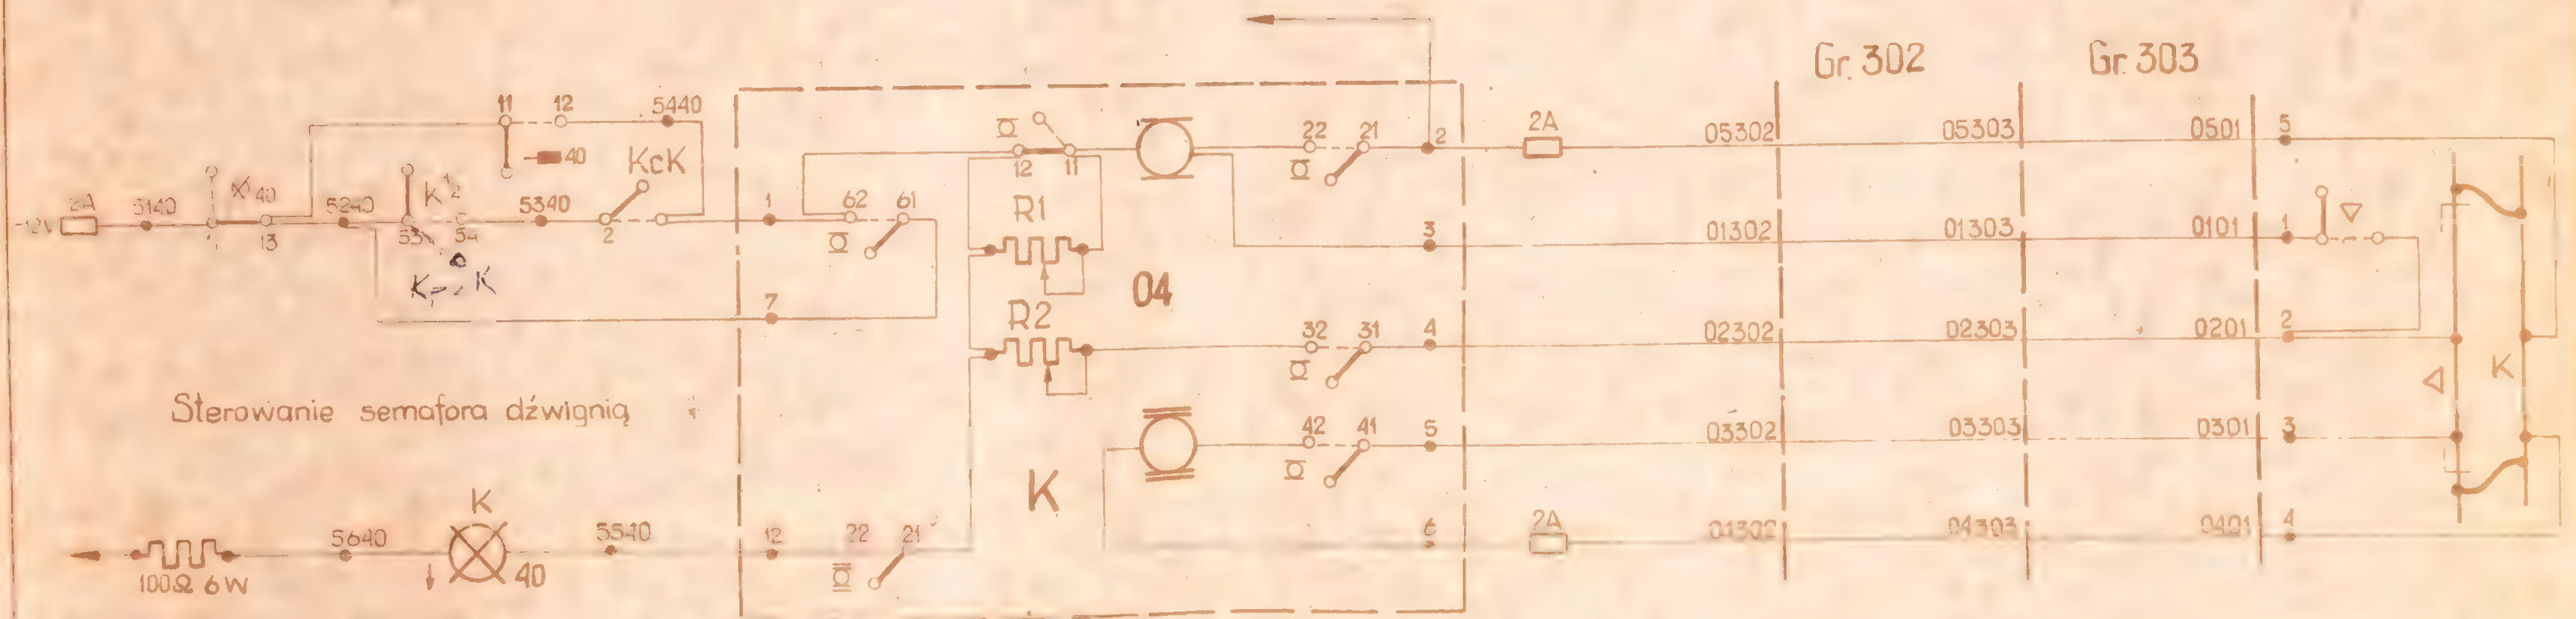 Gr. 302
Gr. 303
11 12 5440
40
KcK
2A 5140 40 13 5240 K 1/2 53 54 5340 2
-12V
K K
1 62 61
7
12 11
R1
R2
04
22 21 2
3
32 31 4
42 41 5
6
K
2A 05302 05303 0501 5
01302 01303 0101 1
02302 02303 0201 2
03302 03303 0301 3
2A 04303 0401 4
K
Sterowanie semafora dźwignią
K
5640 40 5540 12 22 21
100Ω 6W